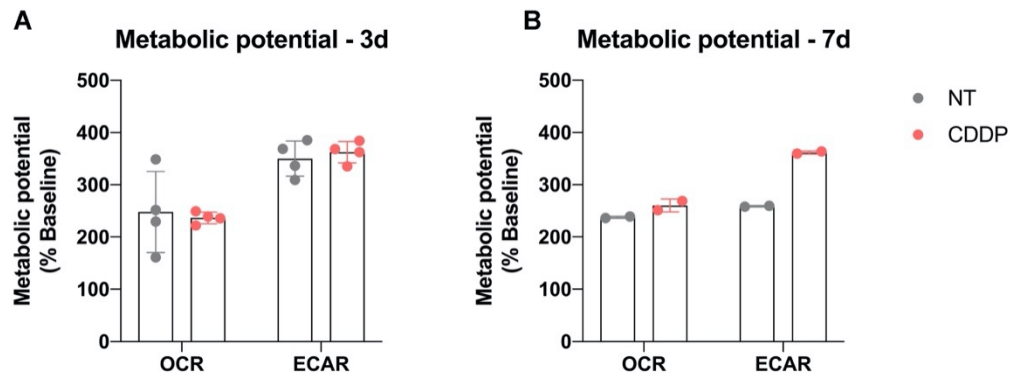 A
Metabolic potential - 3d
Metabolic potential
(% Baseline)
500
400
300
200
100
0
OCR
ECAR
B
Metabolic potential - 7d
Metabolic potential
(% Baseline)
500
400
300
200
100
0
OCR
ECAR
NT
CDDP